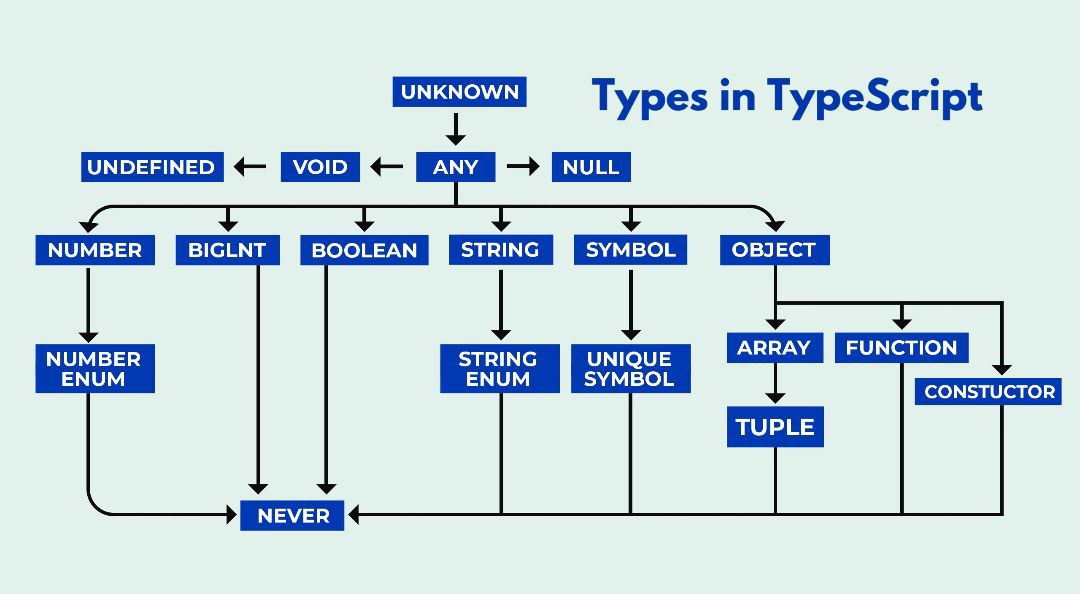 Types in TypeScript
UNKNOWN
UNDEFINED
VOID
ANY
NULL
NUMBER
BIGLNT
BOOLEAN
STRING
SYMBOL
OBJECT
NUMBER
ENUM
STRING
ENUM
UNIQUE
SYMBOL
ARRAY
FUNCTION
CONSTUCTOR
TUPLE
NEVER